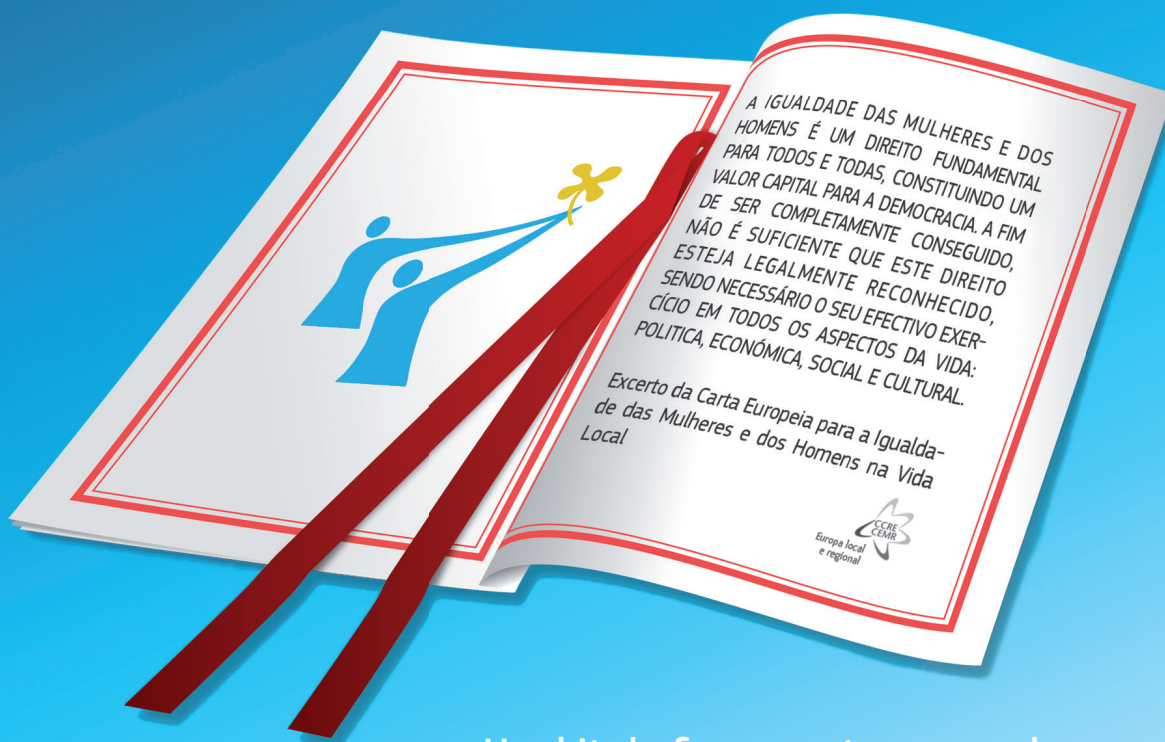 A IGUALDADE DAS MULHERES E DOS
HOMENS É UM DIREITO FUNDAMENTAL
PARA TODOS E TODAS, CONSTITUINDO UM
VALOR CAPITAL PARA A DEMOCRACIA. A FIM
DE SER COMPLETAMENTE CONSEGUIDO,
NÃO É SUFICIENTE QUE ESTE DIREITO
ESTEJA LEGALMENTE RECONHECIDO,
SENDO NECESSÁRIO O SEU EFECTIVO EXER-
CÍCIO EM TODOS OS ASPECTOS DA VIDA:
POLITICA, ECONÓMICA, SOCIAL E CULTURAL.
Excerto da Carta Europeia para a Igualda-
de das Mulheres e dos Homens na Vida
Local
CCRE
CEMR
Europa local
e regional